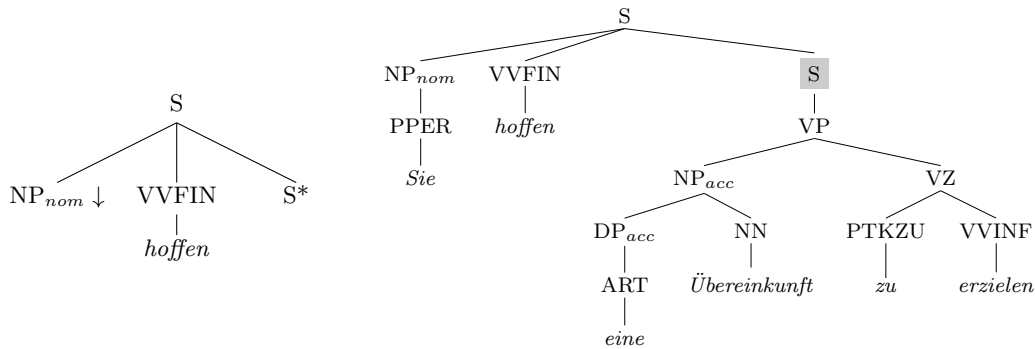 S
NP_nom ↓ VVFIN S*
hoffen
S
NP_nom VVFIN S
PPER hoffen VP
Sie NP_acc VZ
DP_acc NN PTKZU VVINF
ART Übereinkunft zu erzielen
eine